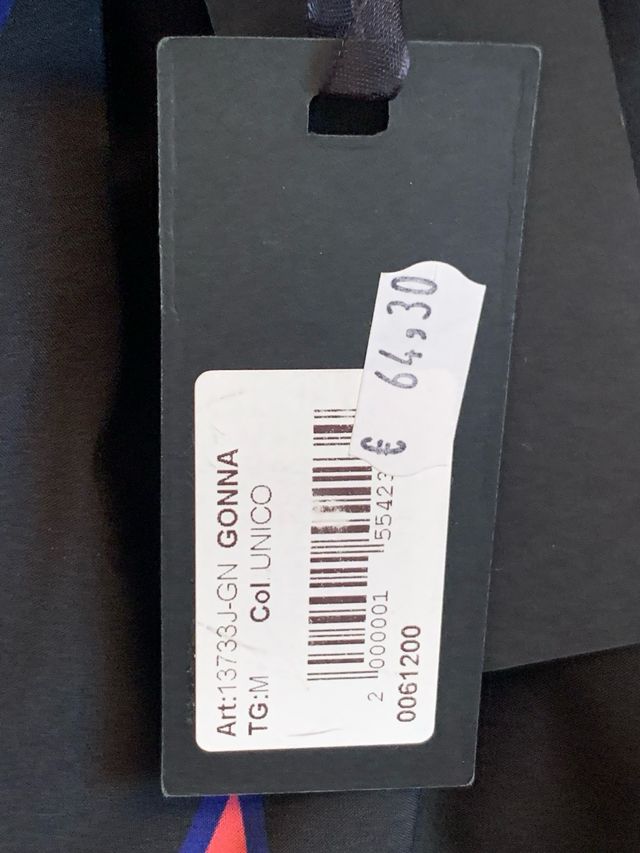 € 64,30
Art:13733J-GN GONNA
TG:M Col UNICO
2 000001 55423
0061200